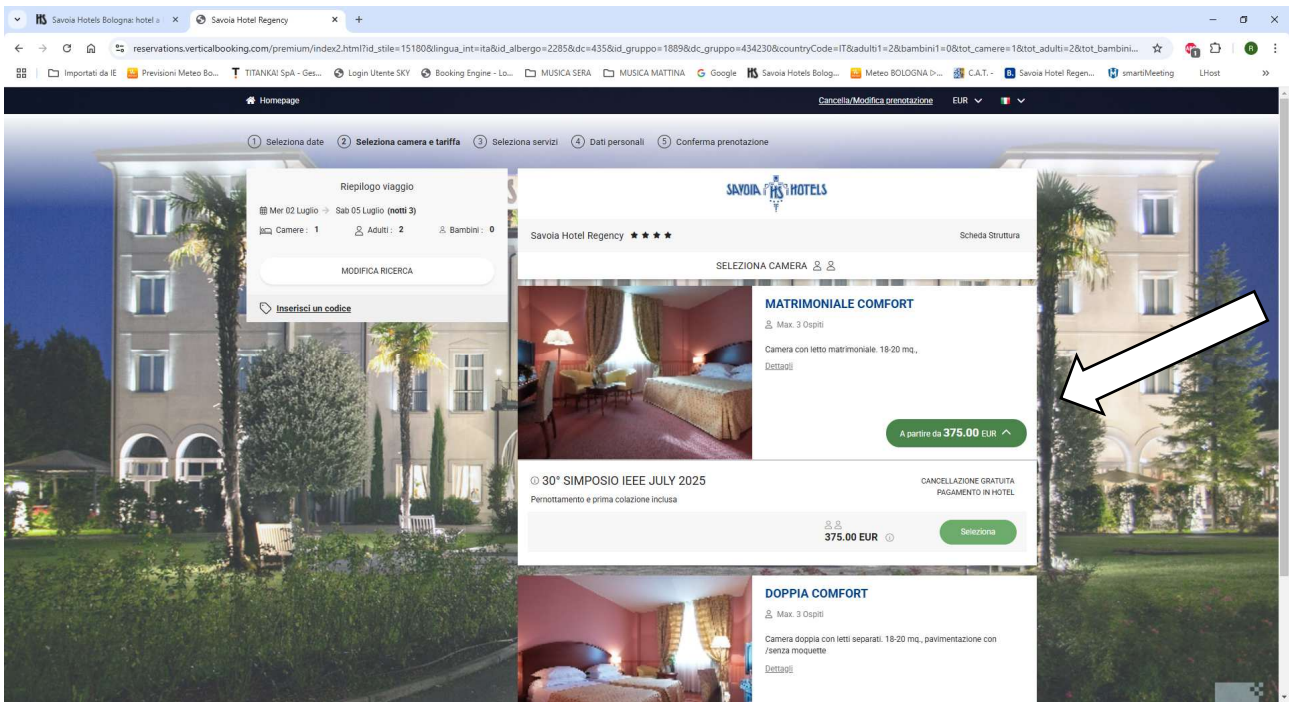 Savoia Hotels Bologna: hotel a
Savoia Hotel Regency
reservations.verticalbooking.com/premium/index2.html?id_stile=15180&lingua_int=ita&id_albergo=2285&dc=435&id_gruppo=1889&dc_gruppo=434230&countryCode=IT&adulti1=2&bambini1=0&tot_camere=1&tot_adulti=2&tot_bambini...
Importati da IE Previsioni Meteo Bo... TITANKA! SpA - Ges... Login Utente SKY Booking Engine - Lo... MUSICA SERA MUSICA MATTINA Google Savoia Hotels Bolog... Meteo BOLOGNA ▷... C.A.T. - Savoia Hotel Regen... smartMeeting LHost »
Homepage Cancella/Modifica prenotazione EUR
1 Seleziona date 2 Seleziona camera e tariffa 3 Seleziona servizi 4 Dati personali 5 Conferma prenotazione
Riepilogo viaggio
Mer 02 Luglio → Sab 05 Luglio (notti 3)
Camere : 1 Adulti : 2 Bambini : 0
MODIFICA RICERCA
Inserisci un codice
SAVOIA HS HOTELS
Savoia Hotel Regency ★ ★ ★ ★ Scheda Struttura
SELEZIONA CAMERA
MATRIMONIALE COMFORT
Max. 3 Ospiti
Camera con letto matrimoniale. 18-20 mq.,
Dettagli
A partire da 375.00 EUR
30° SIMPOSIO IEEE JULY 2025
Pernottamento e prima colazione inclusa
CANCELLAZIONE GRATUITA
PAGAMENTO IN HOTEL
375.00 EUR
Seleziona
DOPPIA COMFORT
Max. 3 Ospiti
Camera doppia con letti separati. 18-20 mq., pavimentazione con
/senza moquette
Dettagli